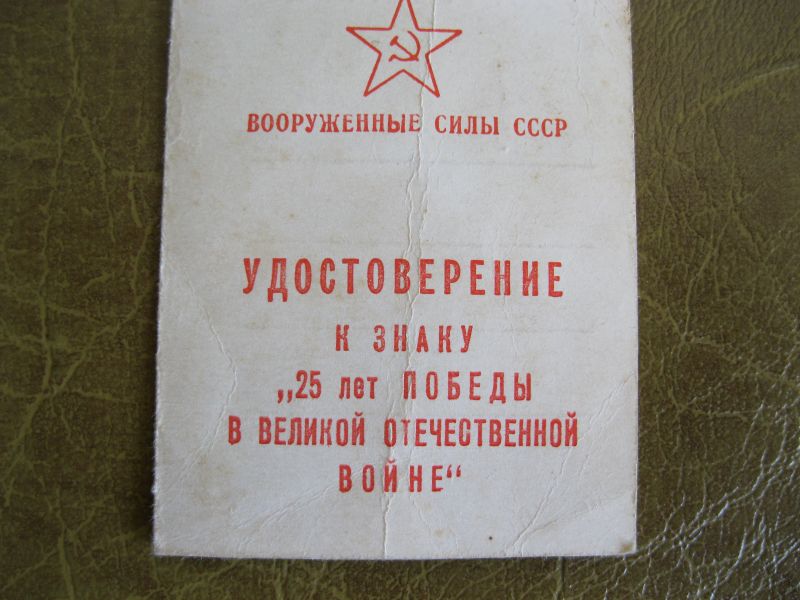 ВООРУЖЕННЫЕ СИЛЫ СССР
УДОСТОВЕРЕНИЕ
К ЗНАКУ
„25 лет ПОБЕДЫ
В ВЕЛИКОЙ ОТЕЧЕСТВЕННОЙ
ВОЙНЕ“